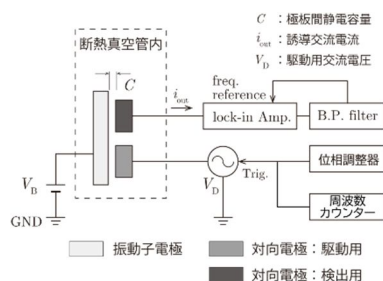 C ：極板間静電容量
i_out ：誘導交流電流
V_D ：駆動用交流電圧
断熱真空管内
C
i_out
freq.
reference
lock-in Amp.
B.P. filter
V_D
Trig.
位相調整器
周波数
カウンター
V_B
GND
振動子電極
対向電極：駆動用
対向電極：検出用